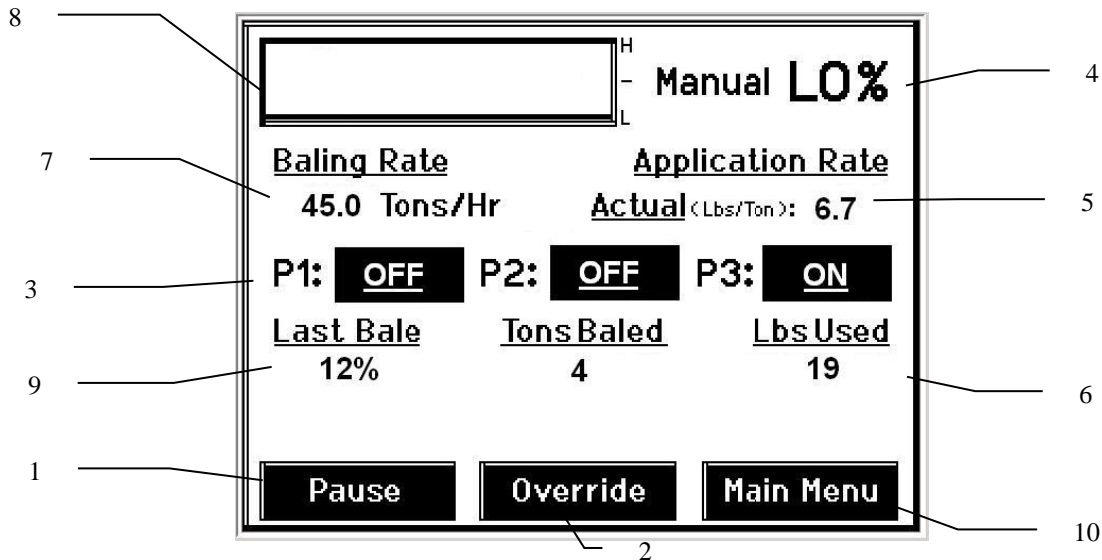 8
H
-
L
Manual LO%
4
7
Baling Rate
Application Rate
45.0 Tons/Hr
Actual (Lbs/Ton): 6.7
5
3
P1: OFF P2: OFF P3: ON
Last Bale
Tons Baled
Lbs Used
12%
4
19
9
6
1
Pause
Override
Main Menu
2
10